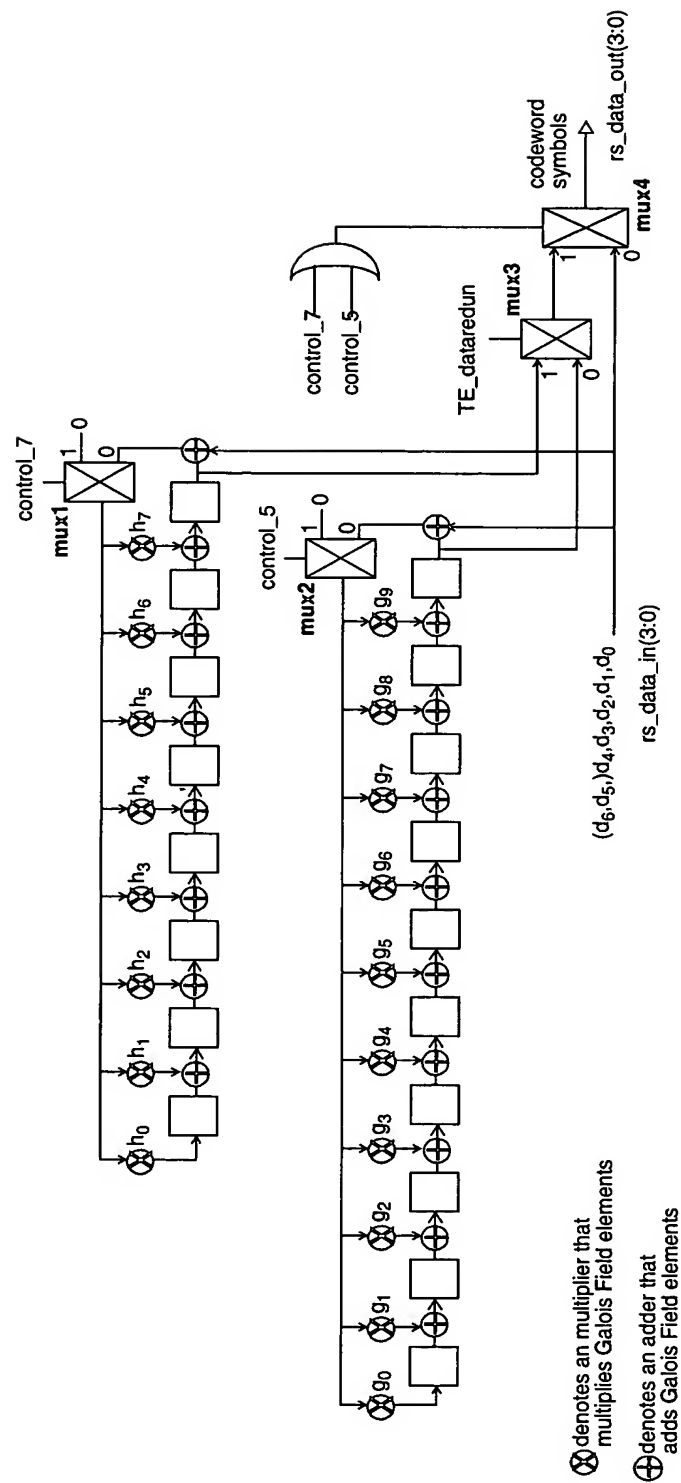 control_7
1
0
0
mux1
h0
h1
h2
h3
h4
h5
h6
h7
control_5
1
0
0
mux2
g0
g1
g2
g3
g4
g5
g6
g7
g8
g9
control_7
control_5
TE_dataredun
mux3
1
0
codeword
symbols
1
0
mux4
rs_data_out(3:0)
(d6,d5,)d4,d3,d2,d1,d0
rs_data_in(3:0)
denotes an multiplier that
multiplies Galois Field elements
denotes an adder that
adds Galois Field elements